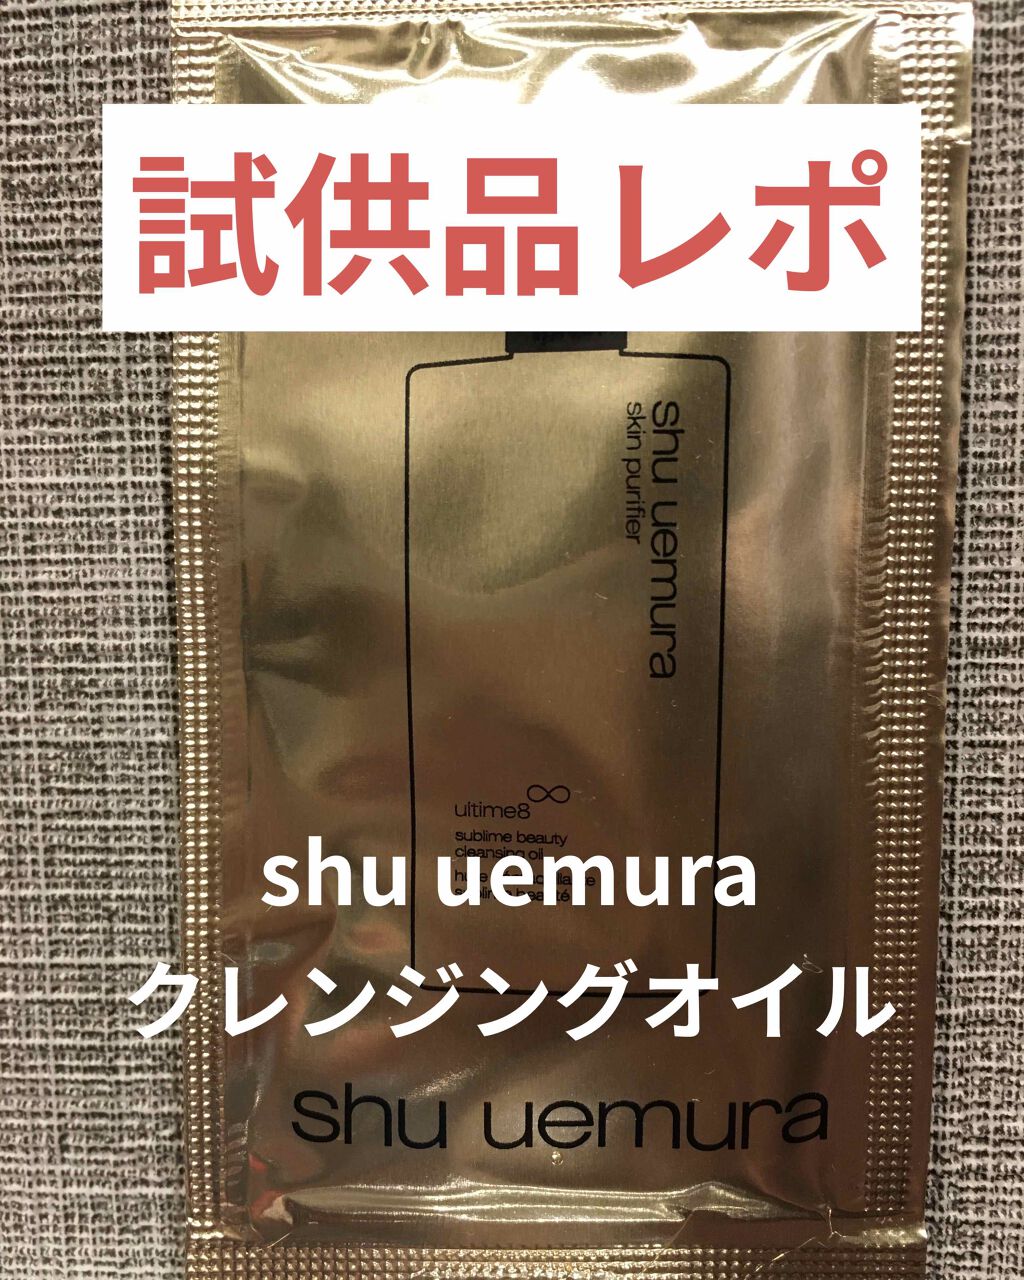 試供品レポ
shu uemura
skin purifier
ultime8∞
sublime beauty
cleansing oil
shu uemura
クレンジングオイル
shu uemura